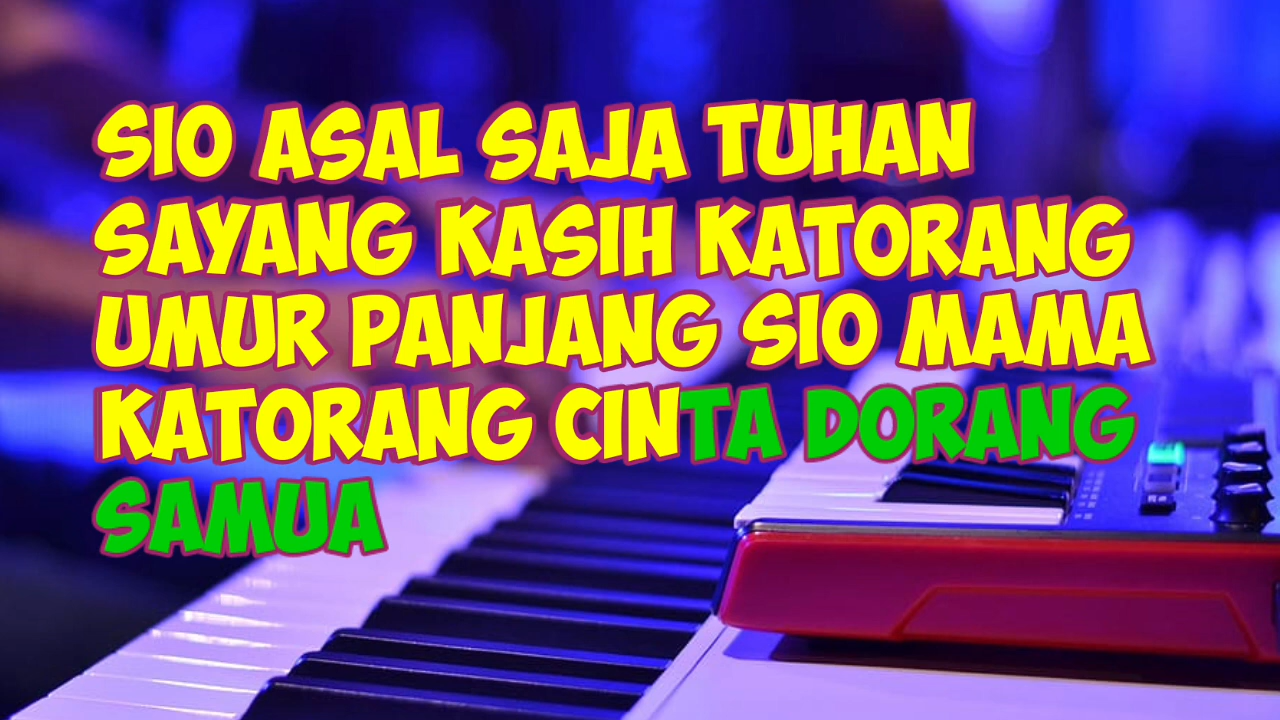 SIO ASAL SAJA TUHAN
SAYANG KASIH KATORANG
UMUR PANJANG SIO MAMA
KATORANG CINTA DORANG
SAMUA